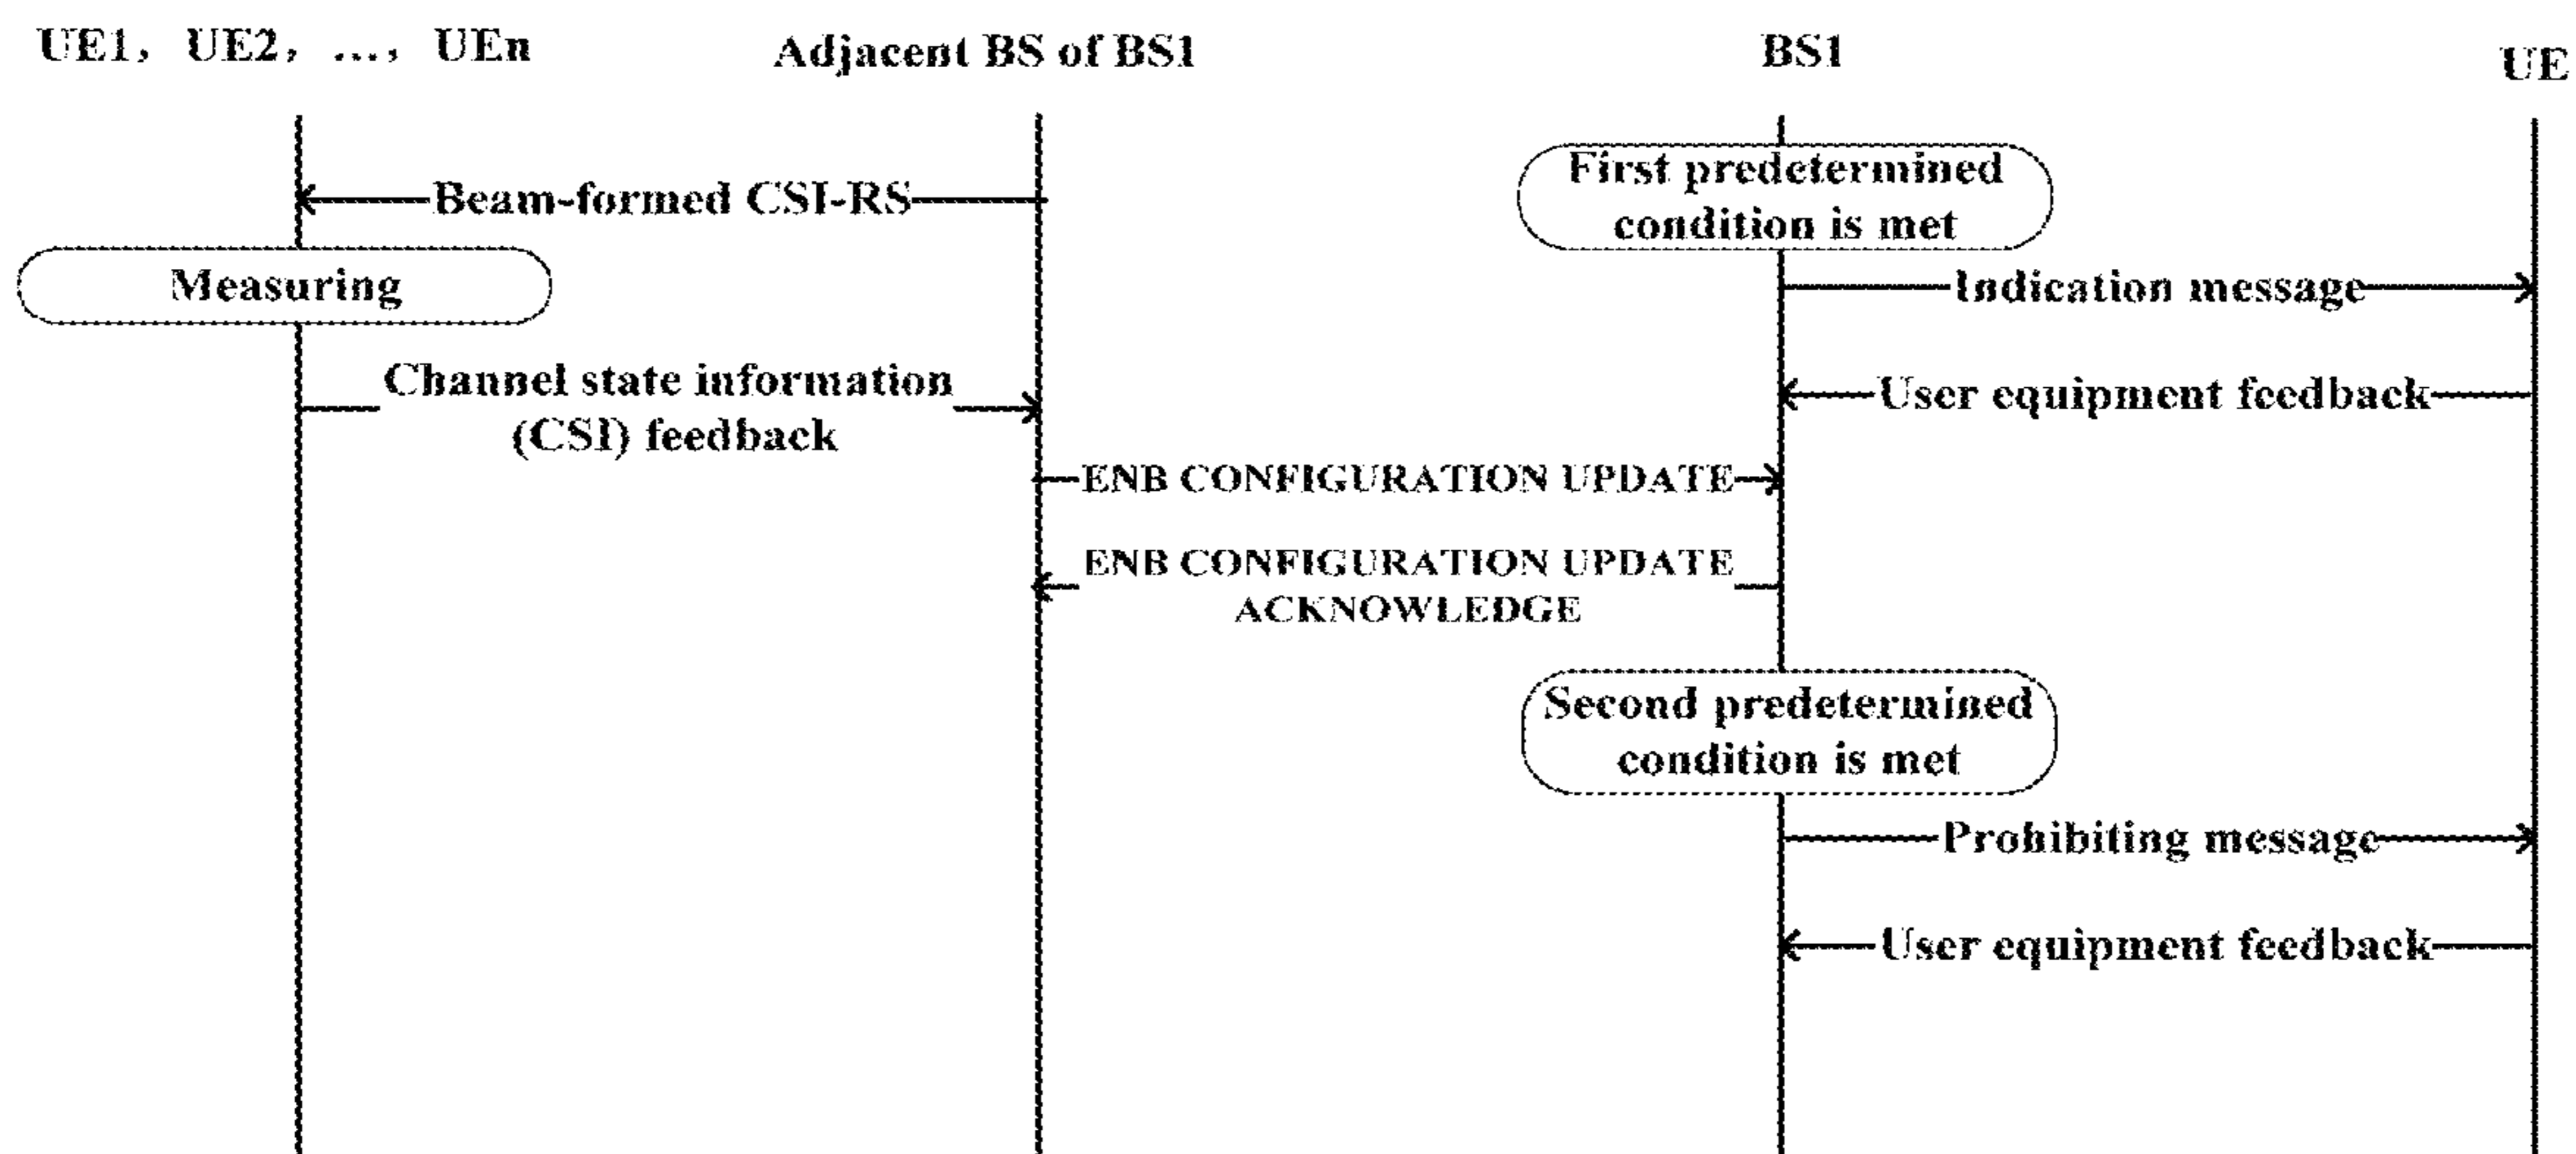 UE1, UE2, ..., UEn
Adjacent BS of BS1
BS1
UE
First predetermined
condition is met
Beam-formed CSI-RS
Measuring
Indication message
Channel state information
(CSI) feedback
User equipment feedback
ENB CONFIGURATION UPDATE
ENB CONFIGURATION UPDATE
ACKNOWLEDGE
Second predetermined
condition is met
Prohibiting message
User equipment feedback